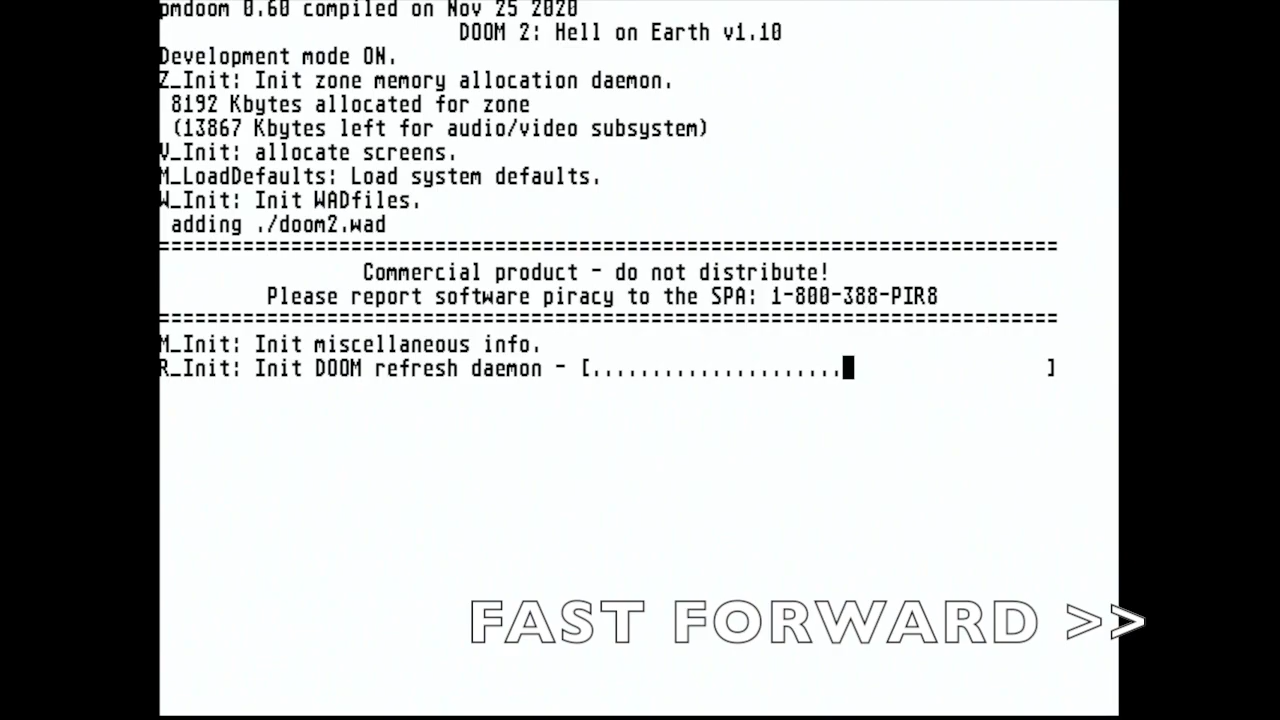 pmdoom 0.60 compiled on Nov 25 2020
DOOM 2: Hell on Earth v1.10
Development mode ON.
Z_Init: Init zone memory allocation daemon.
8192 Kbytes allocated for zone
(13867 Kbytes left for audio/video subsystem)
V_Init: allocate screens.
M_LoadDefaults: Load system defaults.
W_Init: Init WADfiles.
adding ./doom2.wad
===========================================================================
Commercial product - do not distribute!
Please report software piracy to the SPA: 1-800-388-PIR8
===========================================================================
M_Init: Init miscellaneous info.
R_Init: Init DOOM refresh daemon - [..................... ]
FAST FORWARD >>